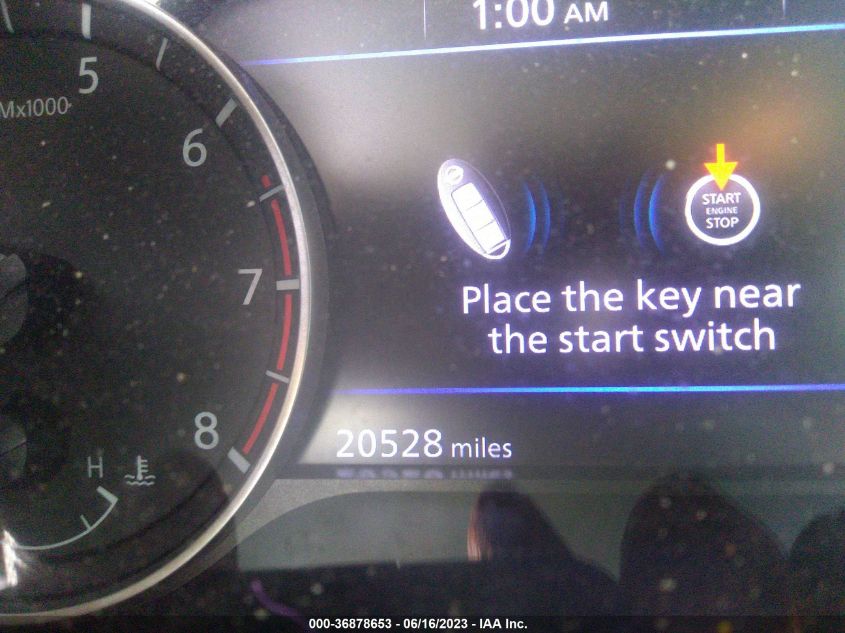 1:00 AM
5
Mx1000
6
START
ENGINE
STOP
7
Place the key near
the start switch
8
20528 miles
H
000-36878653 - 06/16/2023 - IAA Inc.